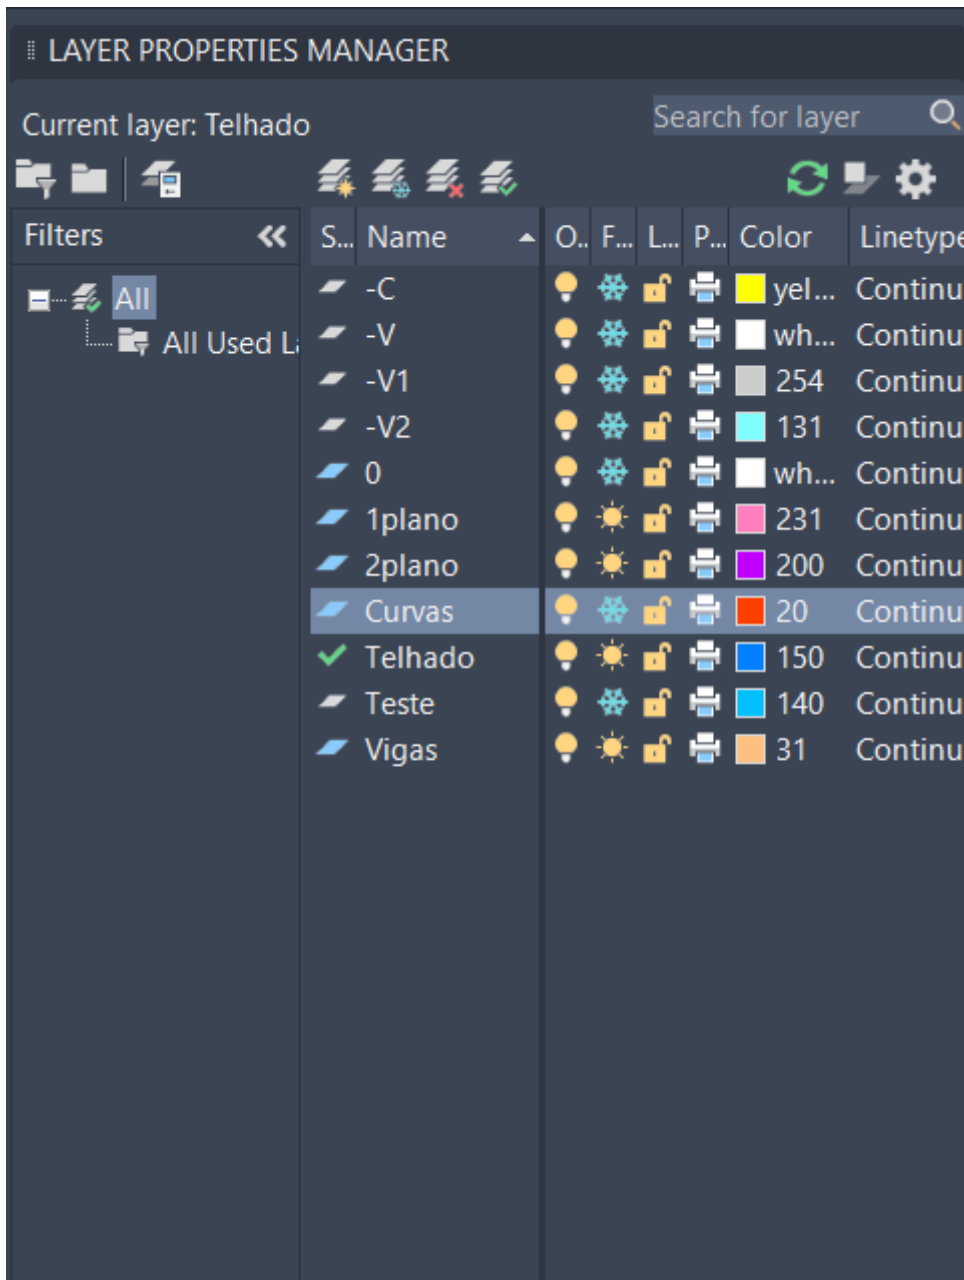 LAYER PROPERTIES MANAGER
Current layer: Telhado
Search for layer
Filters
S... Name O.. F... L... P... Color Linetype
All
All Used La
-C yel... Continu
-V wh... Continu
-V1 254 Continu
-V2 131 Continu
0 wh... Continu
1plano 231 Continu
2plano 200 Continu
Curvas 20 Continu
Telhado 150 Continu
Teste 140 Continu
Vigas 31 Continu